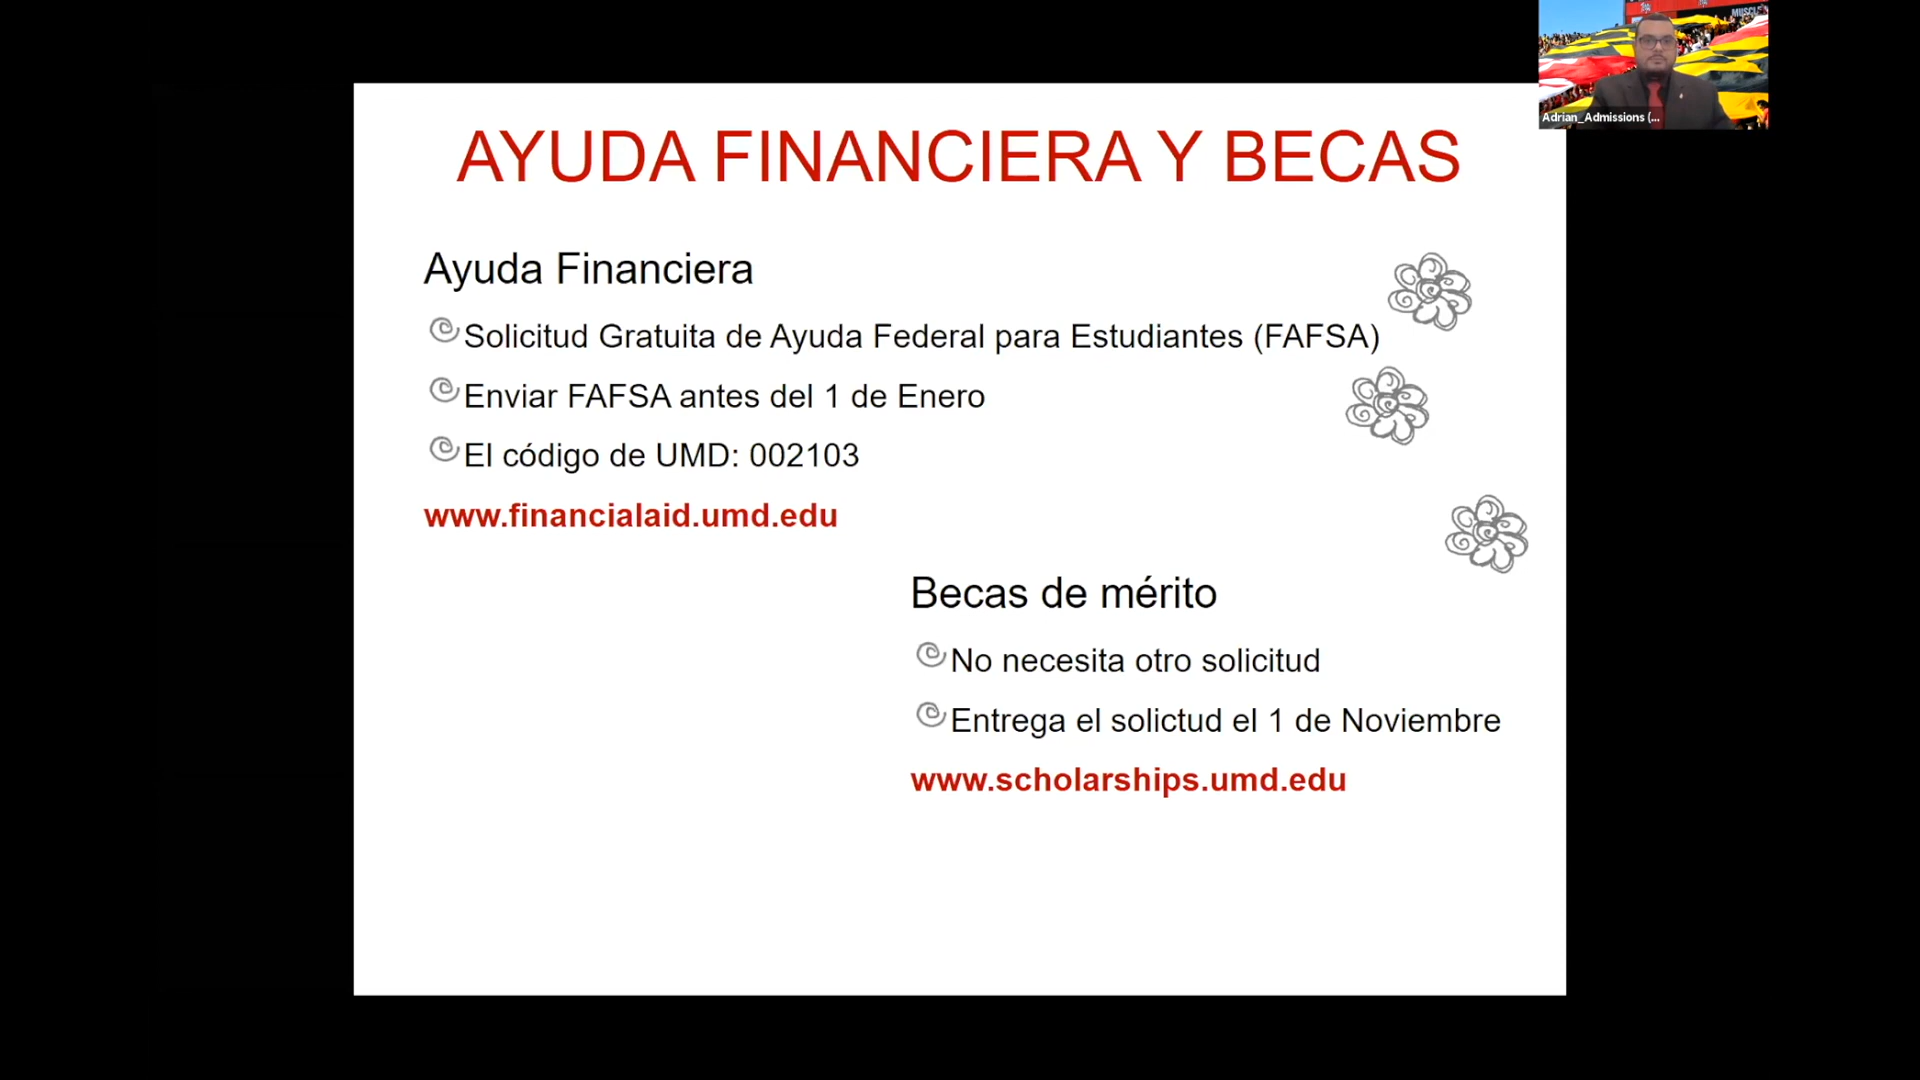 AYUDA FINANCIERA Y BECAS
Ayuda Financiera
Solicitud Gratuita de Ayuda Federal para Estudiantes (FAFSA)
Enviar FAFSA antes del 1 de Enero
El código de UMD: 002103
www.financialaid.umd.edu
Becas de mérito
No necesita otro solicitud
Entrega el solictud el 1 de Noviembre
www.scholarships.umd.edu
Adrian_Admissions (...